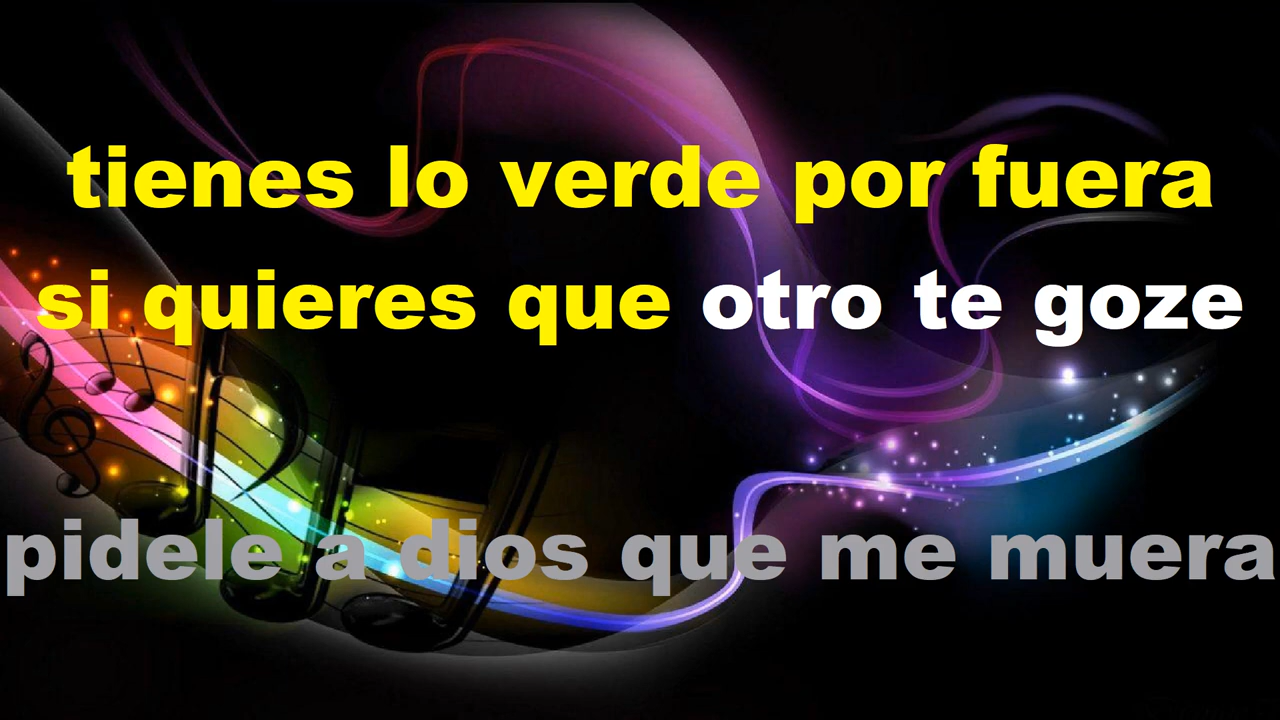 tienes lo verde por fuera
si quieres que otro te goze
pidele a dios que me muera